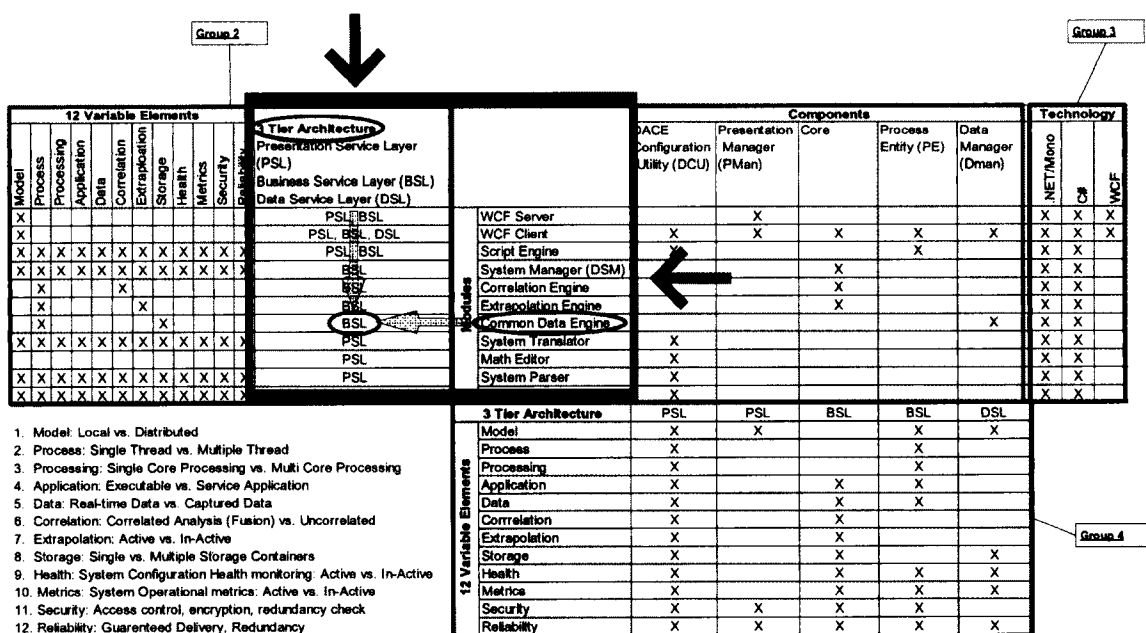 Group 2
Group 3
12 Variable Elements
Model
Process
Processing
Application
Data
Correlation
Extraploation
Storage
Health
Metrics
Security
Reliability
3 Tier Architecture
Presentation Service Layer
(PSL)
Business Service Layer (BSL)
Data Service Layer (DSL)
Components
DACE
Configuration
Utility (DCU)
Presentation
Manager
(PMan)
Core
Process
Entity (PE)
Data
Manager
(Dman)
Technology
.NET/Mono
C#
WCF
Modules
X PSL, BSL WCF Server X X X X
X PSL, BSL, DSL WCF Client X X X X X X X X
X X X X X X X X X X X X PSL, BSL Script Engine X X X X
X X X X X X X X X X X X BSL System Manager (DSM) X X X
X X BSL Correlation Engine X X X
X X BSL Extrapolation Engine X X X
X X BSL Common Data Engine X X X
X X X X X X X X X X X X PSL System Translator X X X
PSL Math Editor X X X
X X X X X X X X X X X X PSL System Parser X X X
X X X X X X X X X X X X X X X
3 Tier Architecture PSL PSL BSL BSL DSL
12 Variable Elements
Model X X X X
Process X X
Processing X X
Application X X X
Data X X X
Corrrelation X X
Extrapolation X X
Storage X X X
Health X X X X
Metrics X X X X
Security X X X X
Reliability X X X X X
Group 4
1. Model: Local vs. Distributed
2. Process: Single Thread vs. Multiple Thread
3. Processing: Single Core Processing vs. Multi Core Processing
4. Application: Executable vs. Service Application
5. Data: Real-time Data vs. Captured Data
6. Correlation: Correlated Analysis (Fusion) vs. Uncorrelated
7. Extrapolation: Active vs. In-Active
8. Storage: Single vs. Multiple Storage Containers
9. Health: System Configuration Health monitoring: Active vs. In-Active
10. Metrics: System Operational metrics: Active vs. In-Active
11. Security: Access control, encryption, redundancy check
12. Reliability: Guarenteed Delivery, Redundancy